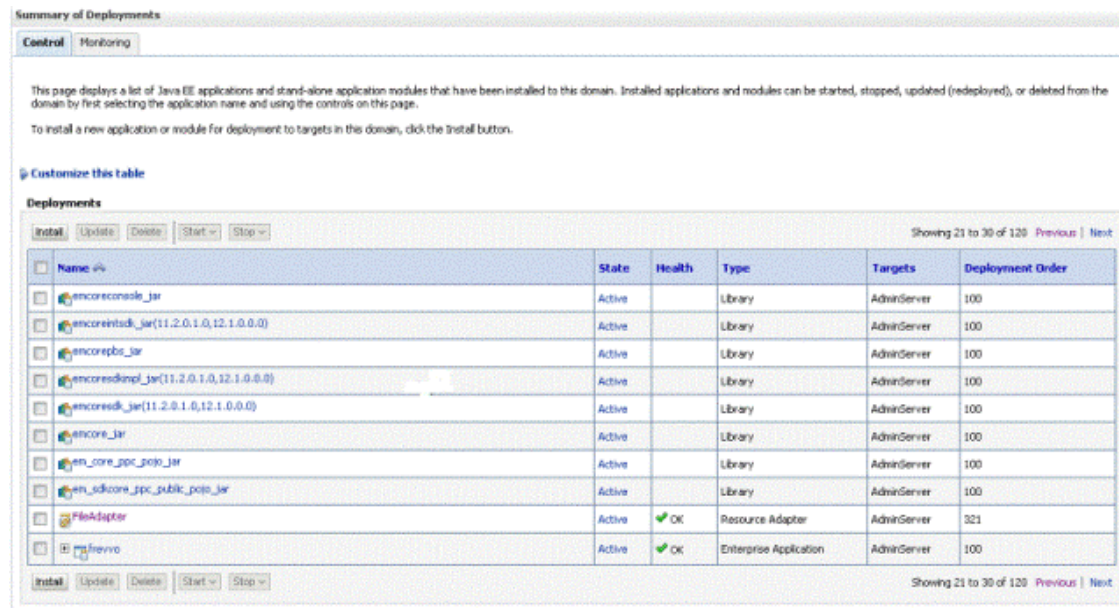 Summary of Deployments
Control Monitoring
This page displays a list of Java EE applications and stand-alone application modules that have been installed to this domain. Installed applications and modules can be started, stopped, updated (redeployed), or deleted from the
domain by first selecting the application name and using the controls on this page.
To install a new application or module for deployment to targets in this domain, click the Install button.
Customize this table
Deployments
Install Update Delete Start Stop Showing 21 to 30 of 120 Previous | Next
Name State Health Type Targets Deployment Order
emcoreconsole_jar Active Library AdminServer 100
emcoreintsdk_jar(11.2.0.1.0,12.1.0.0.0) Active Library AdminServer 100
emcorepbs_jar Active Library AdminServer 100
emcoresdkimpl_jar(11.2.0.1.0,12.1.0.0.0) Active Library AdminServer 100
emcoresdk_jar(11.2.0.1.0,12.1.0.0.0) Active Library AdminServer 100
emcore_jar Active Library AdminServer 100
em_core_ppc_pojo_jar Active Library AdminServer 100
em_sdkcore_ppc_public_pojo_jar Active Library AdminServer 100
FileAdapter Active OK Resource Adapter AdminServer 321
frevvo Active OK Enterprise Application AdminServer 100
Install Update Delete Start Stop Showing 21 to 30 of 120 Previous | Next